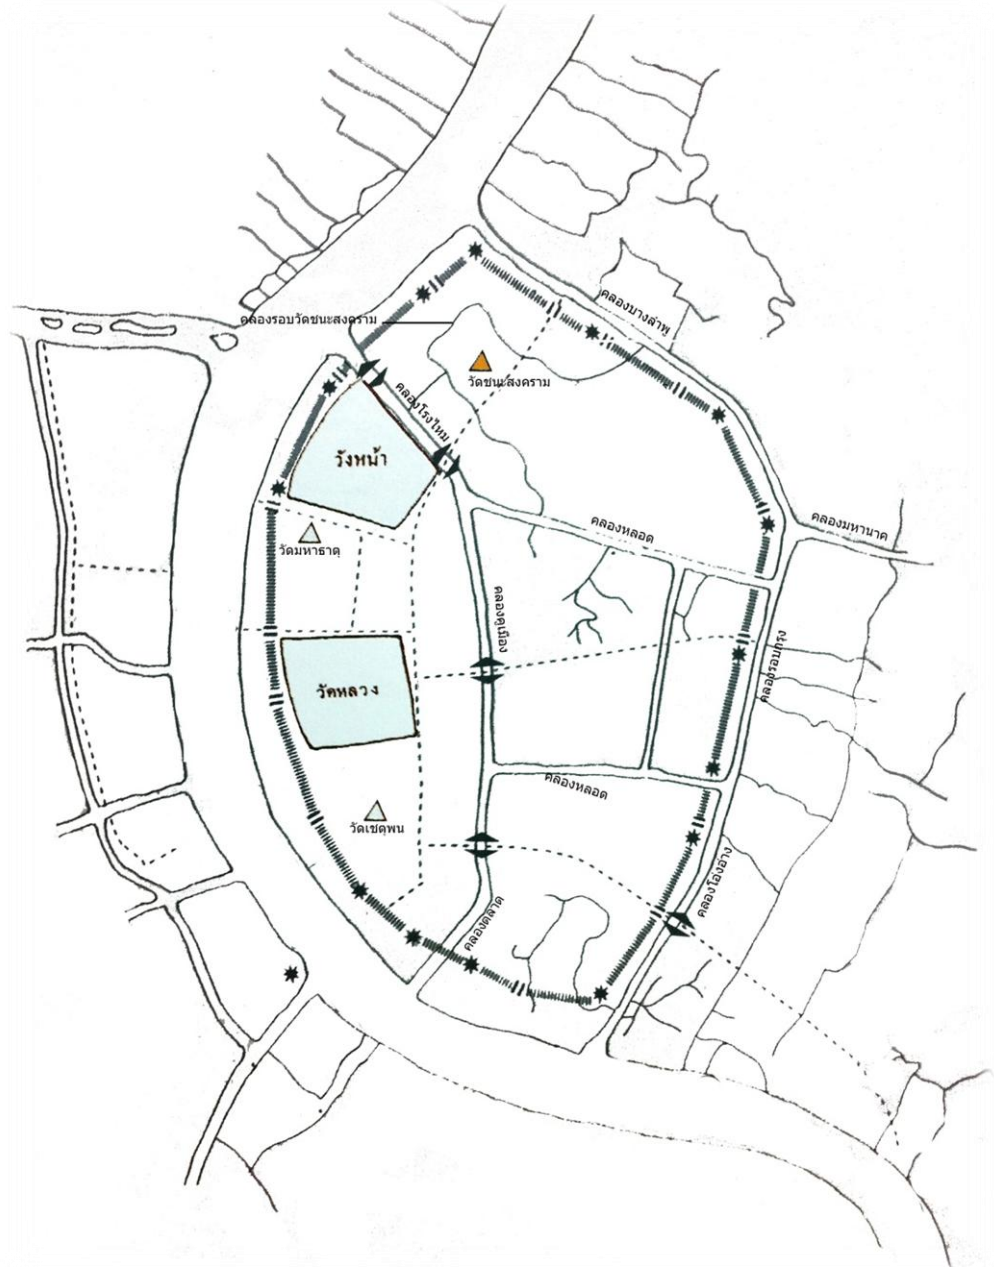 คลองบางลำพู
คลองรอบวัดชนะสงคราม
วัดชนะสงคราม
คลองโรงไหม
วังหน้า
คลองมหานาค
คลองหลอด
วัดมหาธาตุ
คลองคูเมือง
คลองรอบกรุง
วัดหลวง
คลองหลอด
วัดเชตุพน
คลองโอ่งอ่าง
คลองตลาด